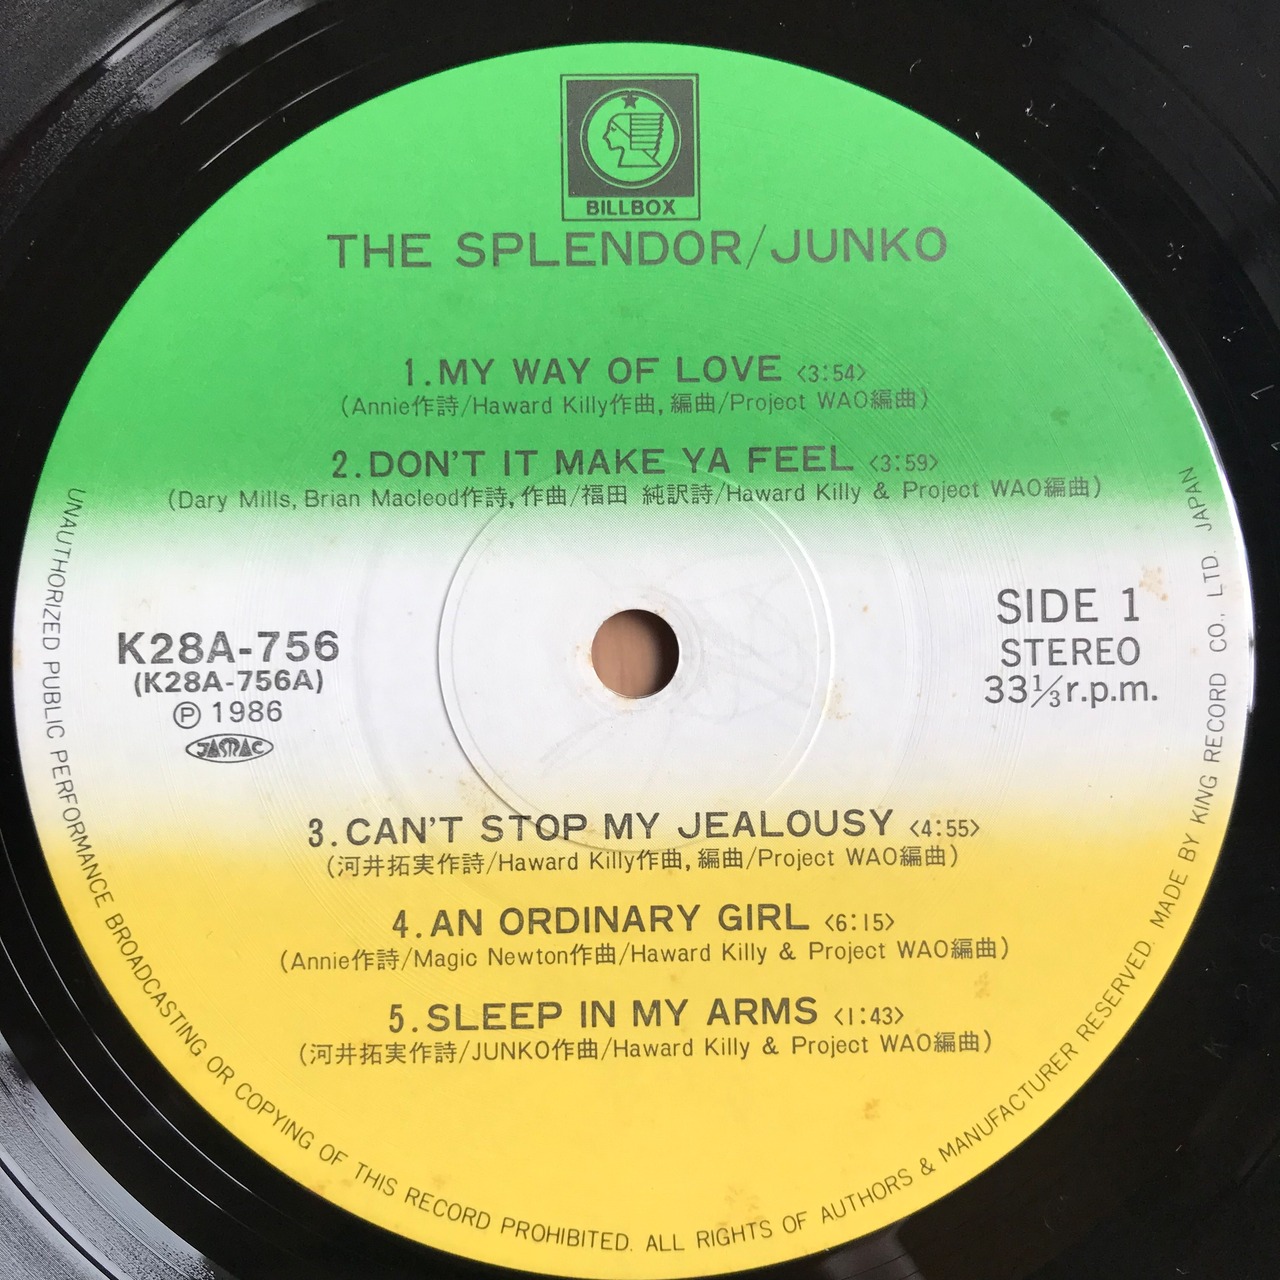 BILLBOX
THE SPLENDOR/JUNKO
1.MY WAY OF LOVE <3:54>
(Annie作詩/Haward Killy作曲,編曲/Project WAO編曲)
2.DON'T IT MAKE YA FEEL <3:59>
(Dary Mills, Brian Macleod作詩,作曲/福田 純訳詩/Haward Killy & Project WAO編曲)
K28A-756
(K28A-756A)
Ⓟ 1986
JASRAC
SIDE 1
STEREO
33⅓r.p.m.
3.CAN'T STOP MY JEALOUSY <4:55>
(河井拓実作詩/Haward Killy作曲,編曲/Project WAO編曲)
4.AN ORDINARY GIRL <6:15>
(Annie作詩/Magic Newton作曲/Haward Killy & Project WAO編曲)
5.SLEEP IN MY ARMS <1:43>
(河井拓実作詩/JUNKO作曲/Haward Killy & Project WAO編曲)
UNAUTHORIZED PUBLIC PERFORMANCE BROADCASTING OR COPYING OF THIS RECORD PROHIBITED. ALL RIGHTS OF AUTHORS & MANUFACTURER RESERVED. MADE BY KING RECORD CO., LTD. JAPAN